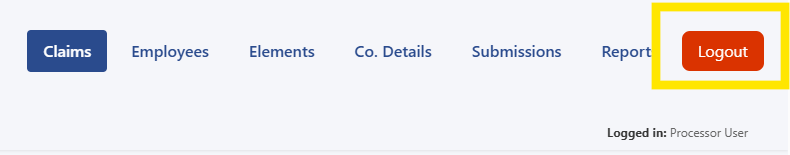 Claims Employees Elements Co. Details Submissions Report Logout
Logged in: Processor User